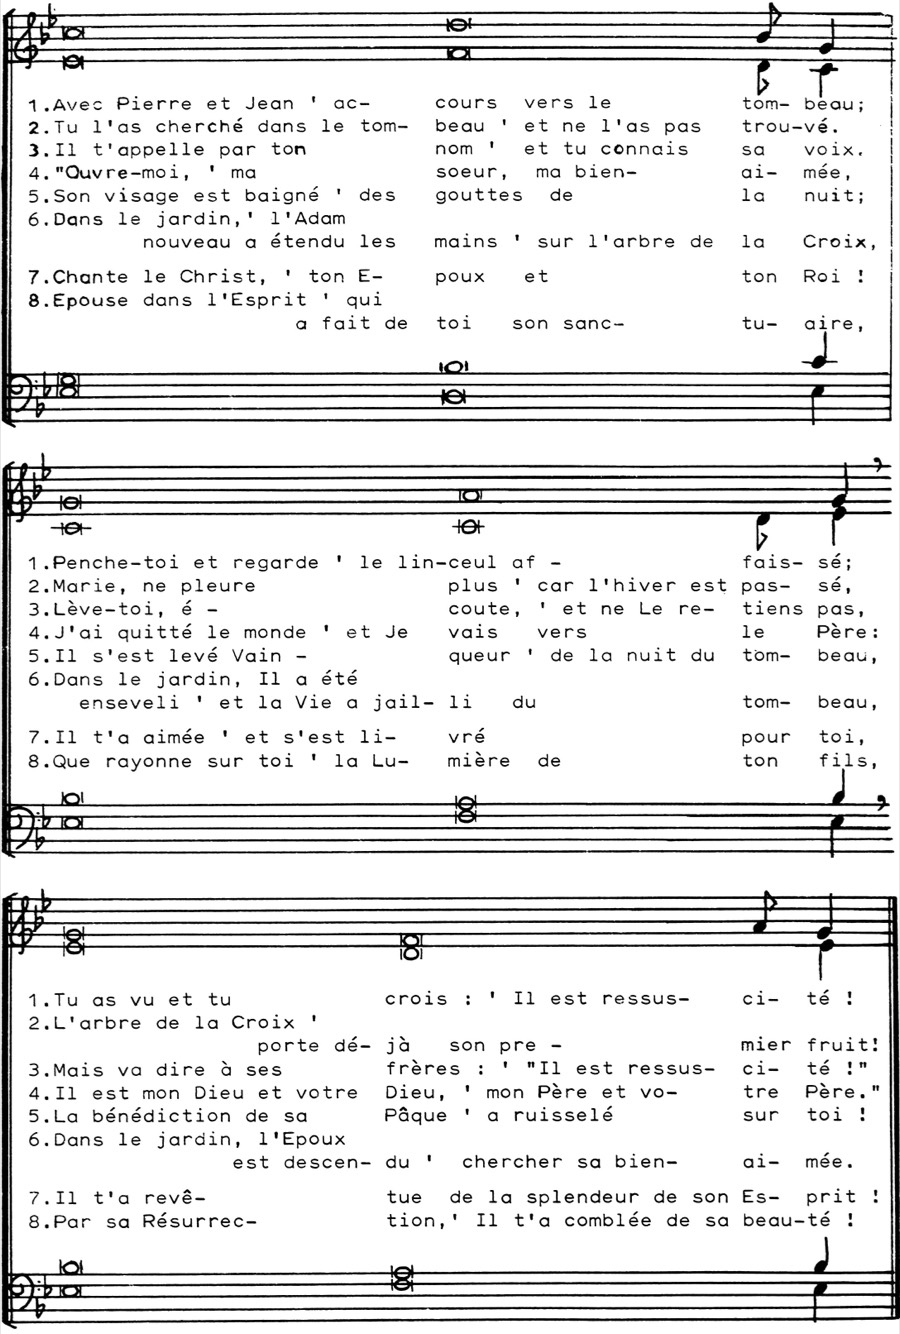 1.Avec Pierre et Jean ' ac- cours vers le tom- beau;
2.Tu l'as cherché dans le tom- beau ' et ne l'as pas trou-vé.
3.Il t'appelle par ton nom ' et tu connais sa voix.
4."Ouvre-moi, ' ma soeur, ma bien- ai- mée,
5.Son visage est baigné ' des gouttes de la nuit;
6.Dans le jardin,' l'Adam
nouveau a étendu les mains ' sur l'arbre de la Croix,
7.Chante le Christ, ' ton E- poux et ton Roi !
8.Epouse dans l'Esprit ' qui
a fait de toi son sanc- tu- aire,
1.Penche-toi et regarde ' le lin-ceul af - fais- sé;
2.Marie, ne pleure plus ' car l'hiver est pas- sé,
3.Lève-toi, é - coute, ' et ne Le re- tiens pas,
4.J'ai quitté le monde ' et Je vais vers le Père:
5.Il s'est levé Vain - queur ' de la nuit du tom- beau,
6.Dans le jardin, Il a été
enseveli ' et la Vie a jail- li du tom- beau,
7.Il t'a aimée ' et s'est li- vré pour toi,
8.Que rayonne sur toi ' la Lu- mière de ton fils,
1.Tu as vu et tu crois : ' Il est ressus- ci- té !
2.L'arbre de la Croix '
porte dé- jà son pre - mier fruit!
3.Mais va dire à ses frères : ' "Il est ressus- ci- té !"
4.Il est mon Dieu et votre Dieu, ' mon Père et vo- tre Père."
5.La bénédiction de sa Pâque ' a ruisselé sur toi !
6.Dans le jardin, l'Epoux
est descen- du ' chercher sa bien- ai- mée.
7.Il t'a revê- tue de la splendeur de son Es- prit !
8.Par sa Résurrec- tion,' Il t'a comblée de sa beau-té !